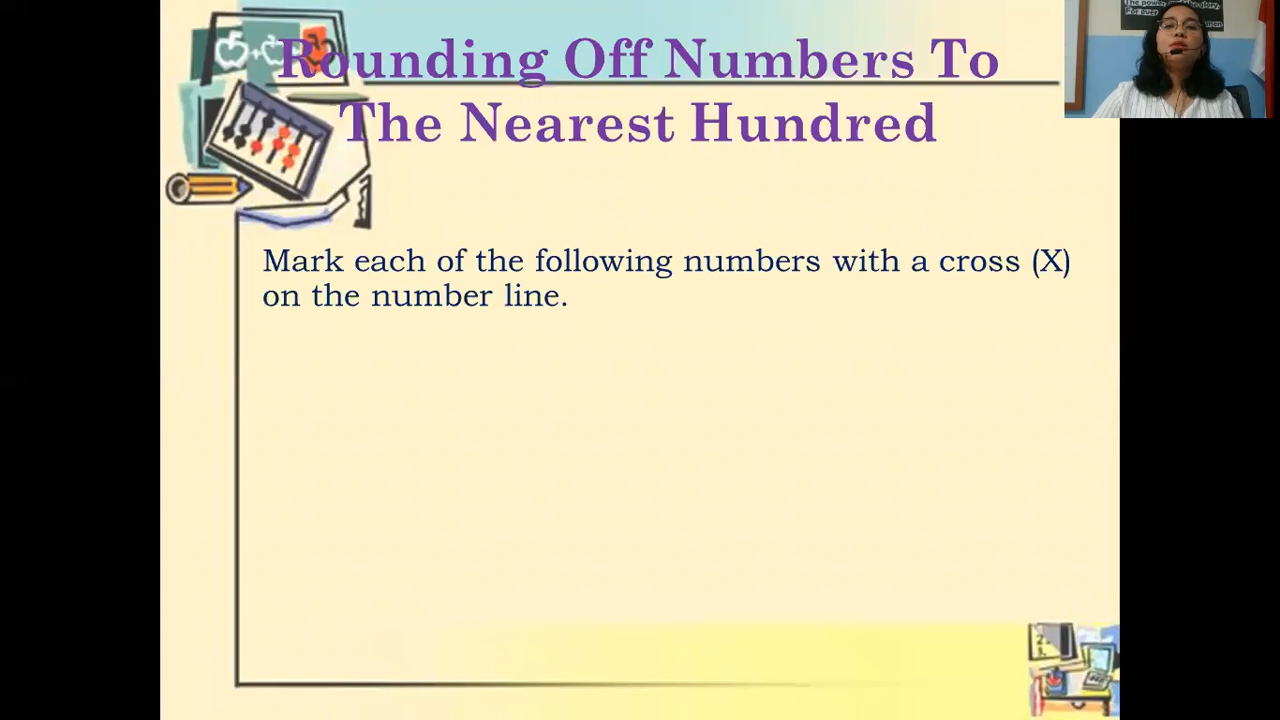 Rounding Off Numbers To
The Nearest Hundred
Mark each of the following numbers with a cross (X)
on the number line.